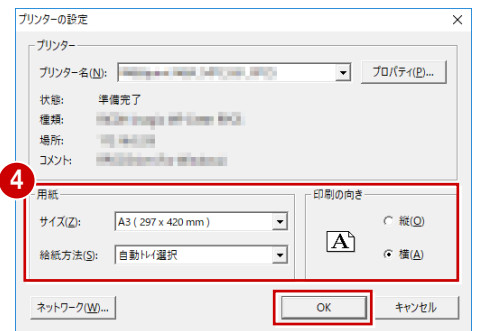 プリンターの設定
プリンター
プリンター名(N):
プロパティ(P)...
状態: 準備完了
種類:
場所:
コメント:
4
用紙
サイズ(Z): A3 ( 297 x 420 mm )
給紙方法(S): 自動トレイ選択
印刷の向き
A
縦(O)
横(A)
ネットワーク(W)...
OK
キャンセル